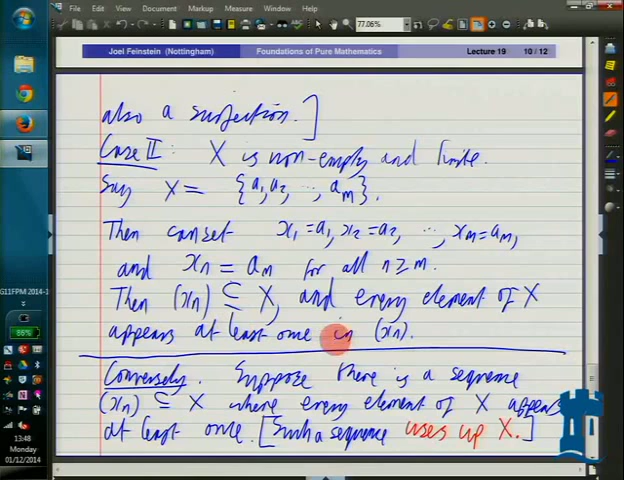 File Edit View Document Markup Measure Window Help
77.06%
Joel Feinstein (Nottingham) Foundations of Pure Mathematics Lecture 19 10 / 12
also a surjection.]
Case II: X is non-empty and finite.
Say X = {a1, a2, ..., am}.
Then can set x1 = a1, x2 = a2, ..., xm = am,
and xn = am for all n ≥ m.
Then (xn) ⊆ X, and every element of X
appears at least once in (xn).
Conversely. Suppose there is a sequence
(xn) ⊆ X where every element of X appears
at least once. [Such a sequence uses up X.]
G11FPM 2014-1
86%
13:48
Monday
01/12/2014